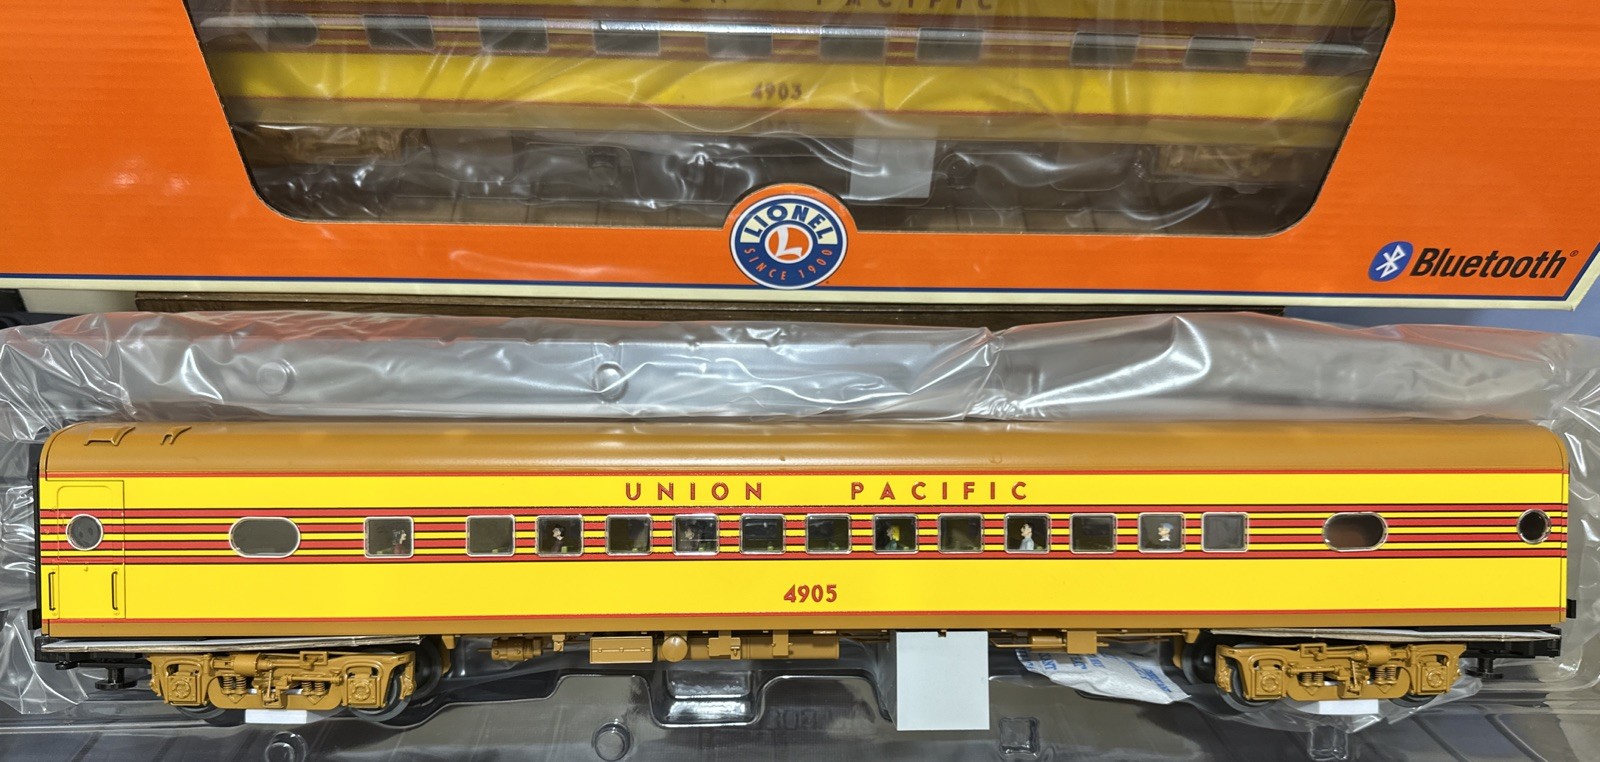 UNION PACIFIC
4903
LIONEL
L
SINCE 1900
Bluetooth®
UNION PACIFIC
4905